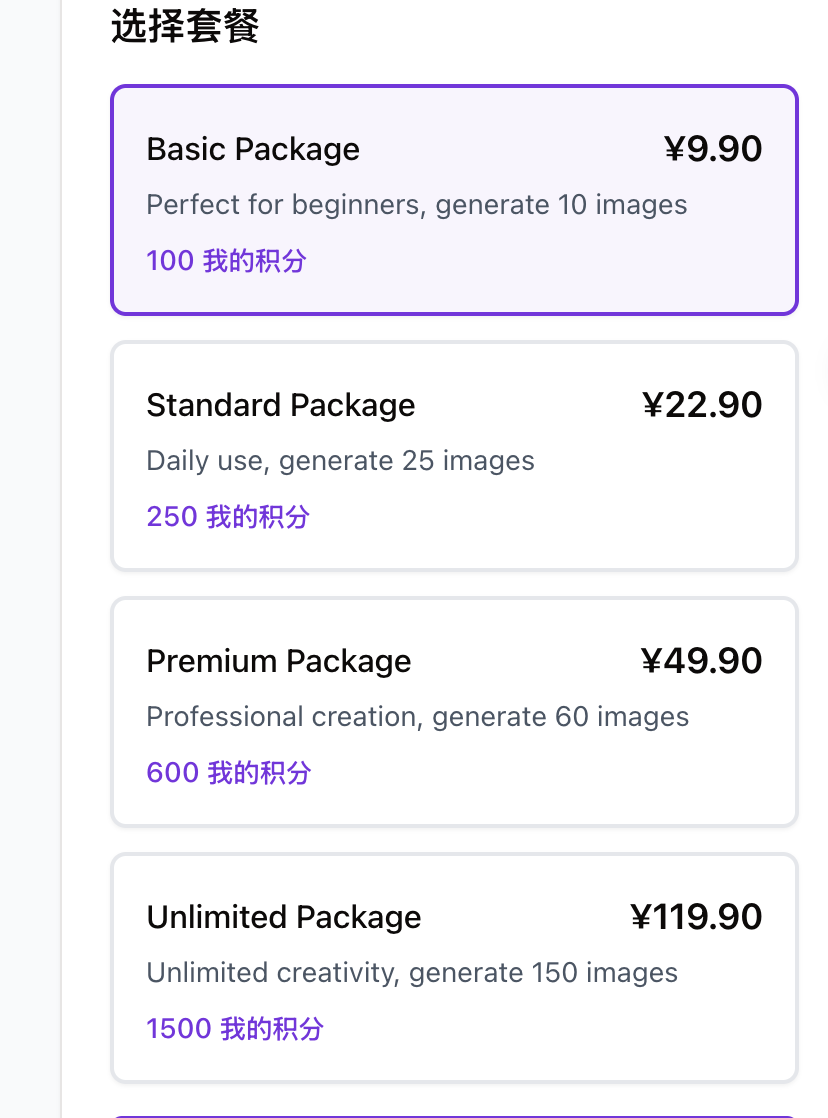 选择套餐
Basic Package ¥9.90
Perfect for beginners, generate 10 images
100 我的积分
Standard Package ¥22.90
Daily use, generate 25 images
250 我的积分
Premium Package ¥49.90
Professional creation, generate 60 images
600 我的积分
Unlimited Package ¥119.90
Unlimited creativity, generate 150 images
1500 我的积分